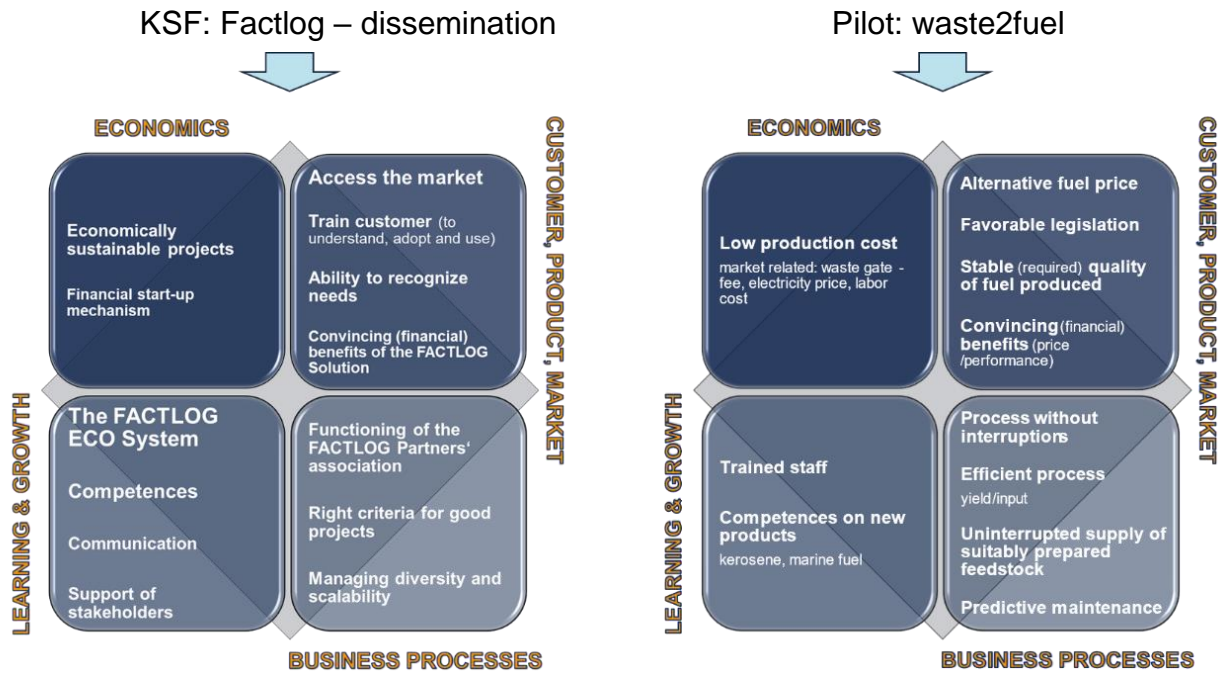 KSF: Factlog – dissemination
ECONOMICS
CUSTOMER, PRODUCT, MARKET
Economically
sustainable projects
Financial start-up
mechanism
Access the market
Train customer (to
understand, adopt and use)
Ability to recognize
needs
Convincing (financial)
benefits of the FACTLOG
Solution
LEARNING & GROWTH
The FACTLOG
ECO System
Competences
Communication
Support of
stakeholders
Functioning of the
FACTLOG Partners‘
association
Right criteria for good
projects
Managing diversity and
scalability
BUSINESS PROCESSES
Pilot: waste2fuel
ECONOMICS
CUSTOMER, PRODUCT, MARKET
Low production cost
market related: waste gate -
fee, electricity price, labor
cost
Alternative fuel price
Favorable legislation
Stable (required) quality
of fuel produced
Convincing (financial)
benefits (price
/performance)
LEARNING & GROWTH
Trained staff
Competences on new
products
kerosene, marine fuel
Process without
interruptions
Efficient process
yield/input
Uninterrupted supply of
suitably prepared
feedstock
Predictive maintenance
BUSINESS PROCESSES